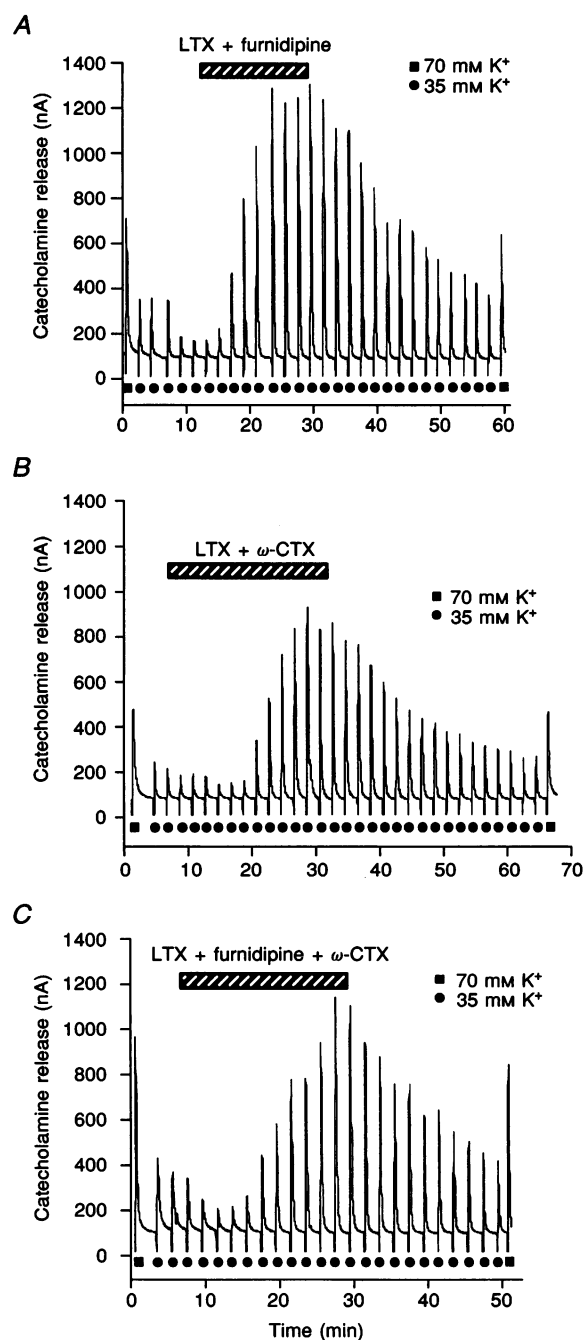 A
LTX + furnidipine
■ 70 mM K⁺
● 35 mM K⁺
Catecholamine release (nA)
1400
1200
1000
800
600
400
200
0
0 10 20 30 40 50 60
B
LTX + ω-CTX
■ 70 mM K⁺
● 35 mM K⁺
Catecholamine release (nA)
1400
1200
1000
800
600
400
200
0
0 10 20 30 40 50 60 70
C
LTX + furnidipine + ω-CTX
■ 70 mM K⁺
● 35 mM K⁺
Catecholamine release (nA)
1400
1200
1000
800
600
400
200
0
0 10 20 30 40 50
Time (min)